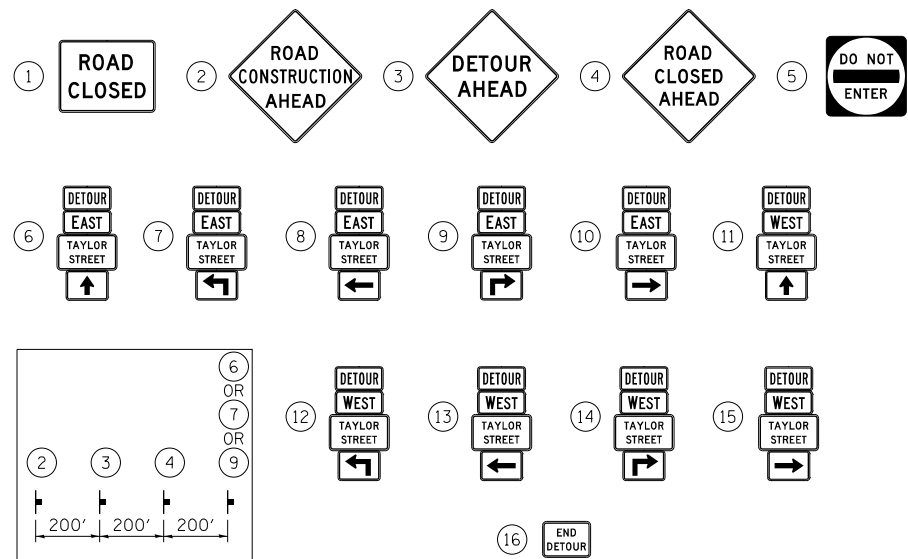 1
ROAD
CLOSED
2
ROAD
CONSTRUCTION
AHEAD
3
DETOUR
AHEAD
4
ROAD
CLOSED
AHEAD
5
DO NOT
ENTER
6
DETOUR
EAST
TAYLOR
STREET
7
DETOUR
EAST
TAYLOR
STREET
8
DETOUR
EAST
TAYLOR
STREET
9
DETOUR
EAST
TAYLOR
STREET
10
DETOUR
EAST
TAYLOR
STREET
11
DETOUR
WEST
TAYLOR
STREET
6
OR
7
OR
2
3
4
9
200'
200'
200'
12
DETOUR
WEST
TAYLOR
STREET
13
DETOUR
WEST
TAYLOR
STREET
14
DETOUR
WEST
TAYLOR
STREET
15
DETOUR
WEST
TAYLOR
STREET
16
END
DETOUR